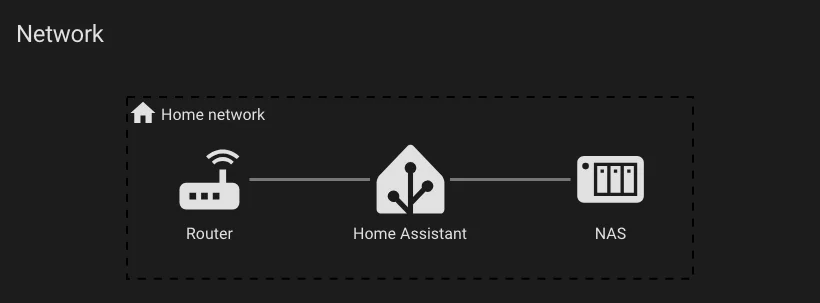 Network
Home network
Router
Home Assistant
NAS